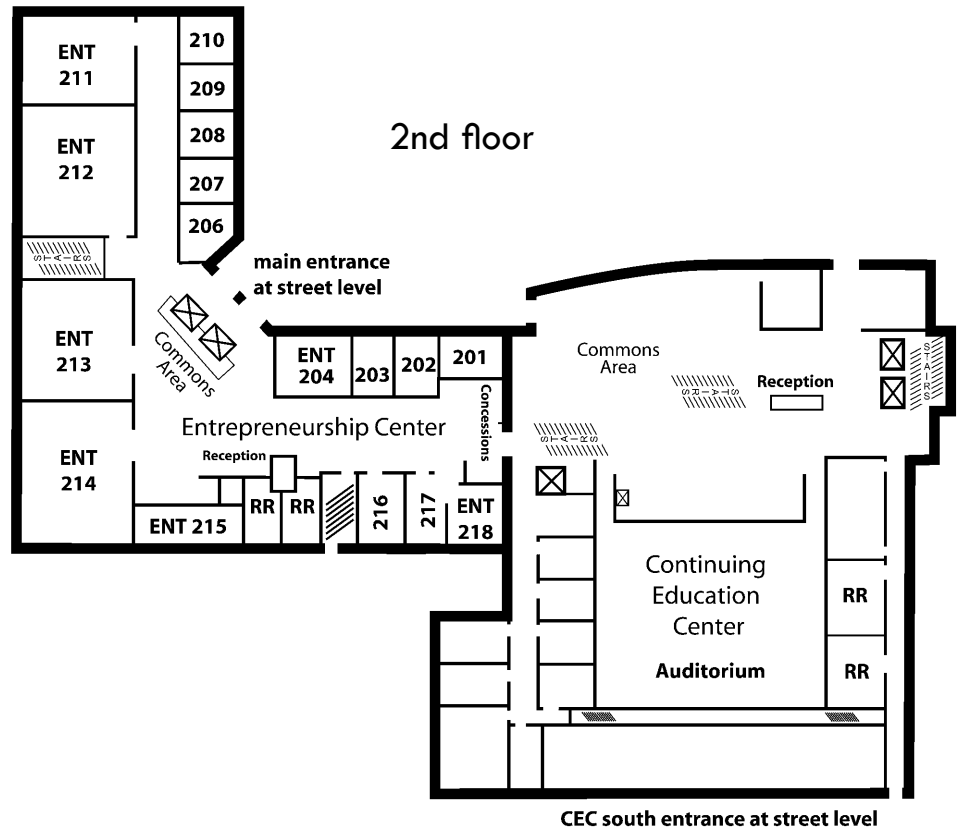 2nd floor
ENT
211
210
209
ENT
212
208
207
206
STAIRS
main entrance
at street level
ENT
213
Commons
Area
ENT
204
203
202
201
Concessions
Entrepreneurship Center
Reception
ENT
214
ENT 215
RR
RR
216
217
ENT
218
Commons
Area
STAIRS
Reception
STAIRS
STAIRS
Continuing
Education
Center
Auditorium
RR
RR
CEC south entrance at street level